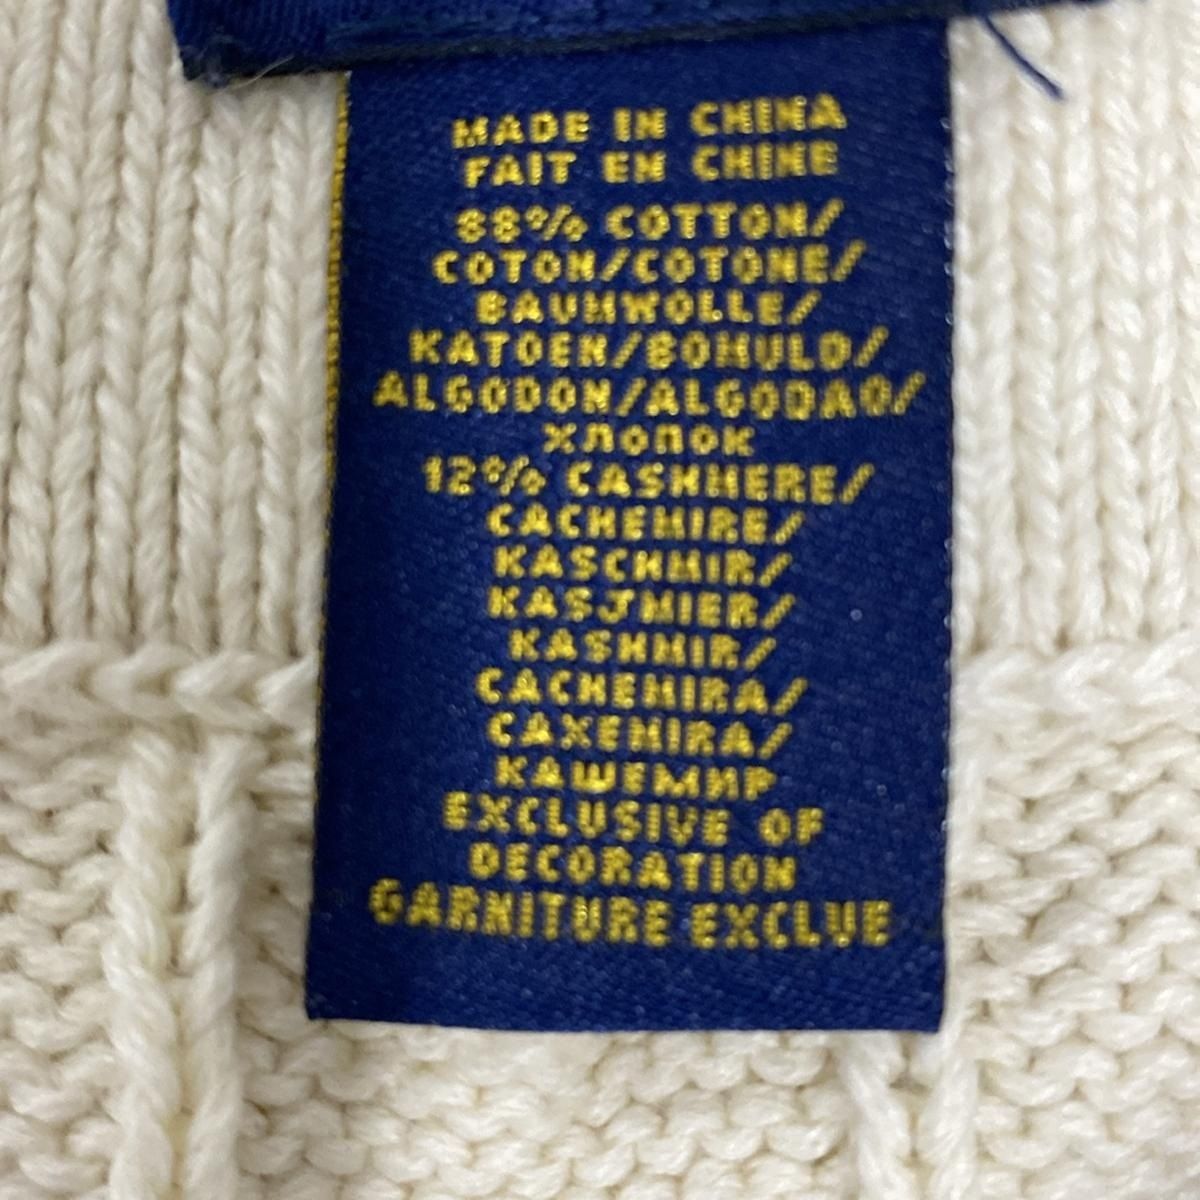 MADE IN CHINA
FAIT EN CHINE
88% COTTON/
COTON/COTONE/
BAUMWOLLE/
KATOEN/BOMULD/
ALGODON/ALGODAO/
хлопок
12% CASHMERE/
CACHEMIRE/
KASCHMIR/
KASJMIER/
KASHMIR/
CACHEMIRA/
CAXEMIRA/
КАШЕМИР
EXCLUSIVE OF
DECORATION
GARNITURE EXCLUE